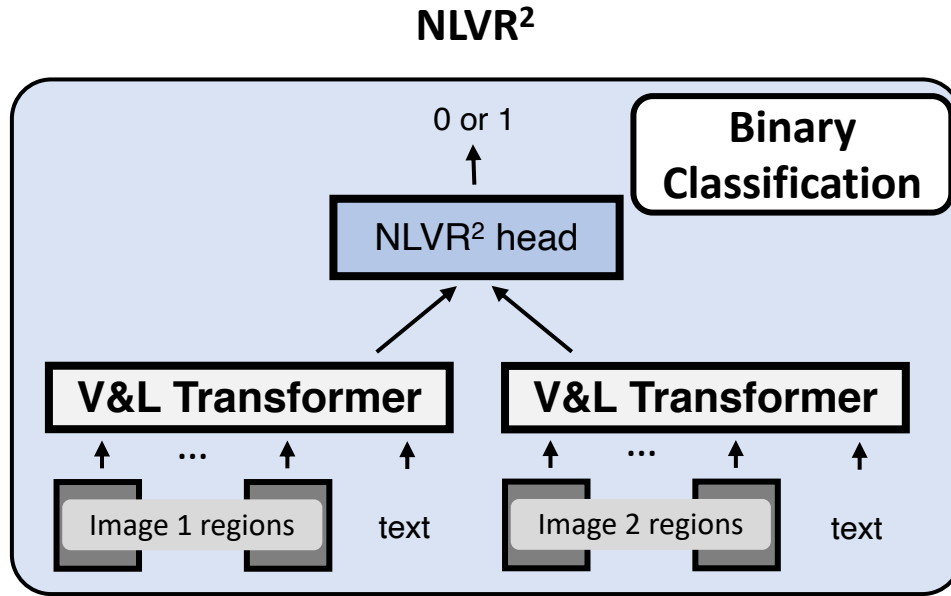 NLVR²
0 or 1
Binary
Classification
NLVR² head
V&L Transformer
V&L Transformer
...
...
Image 1 regions
text
Image 2 regions
text